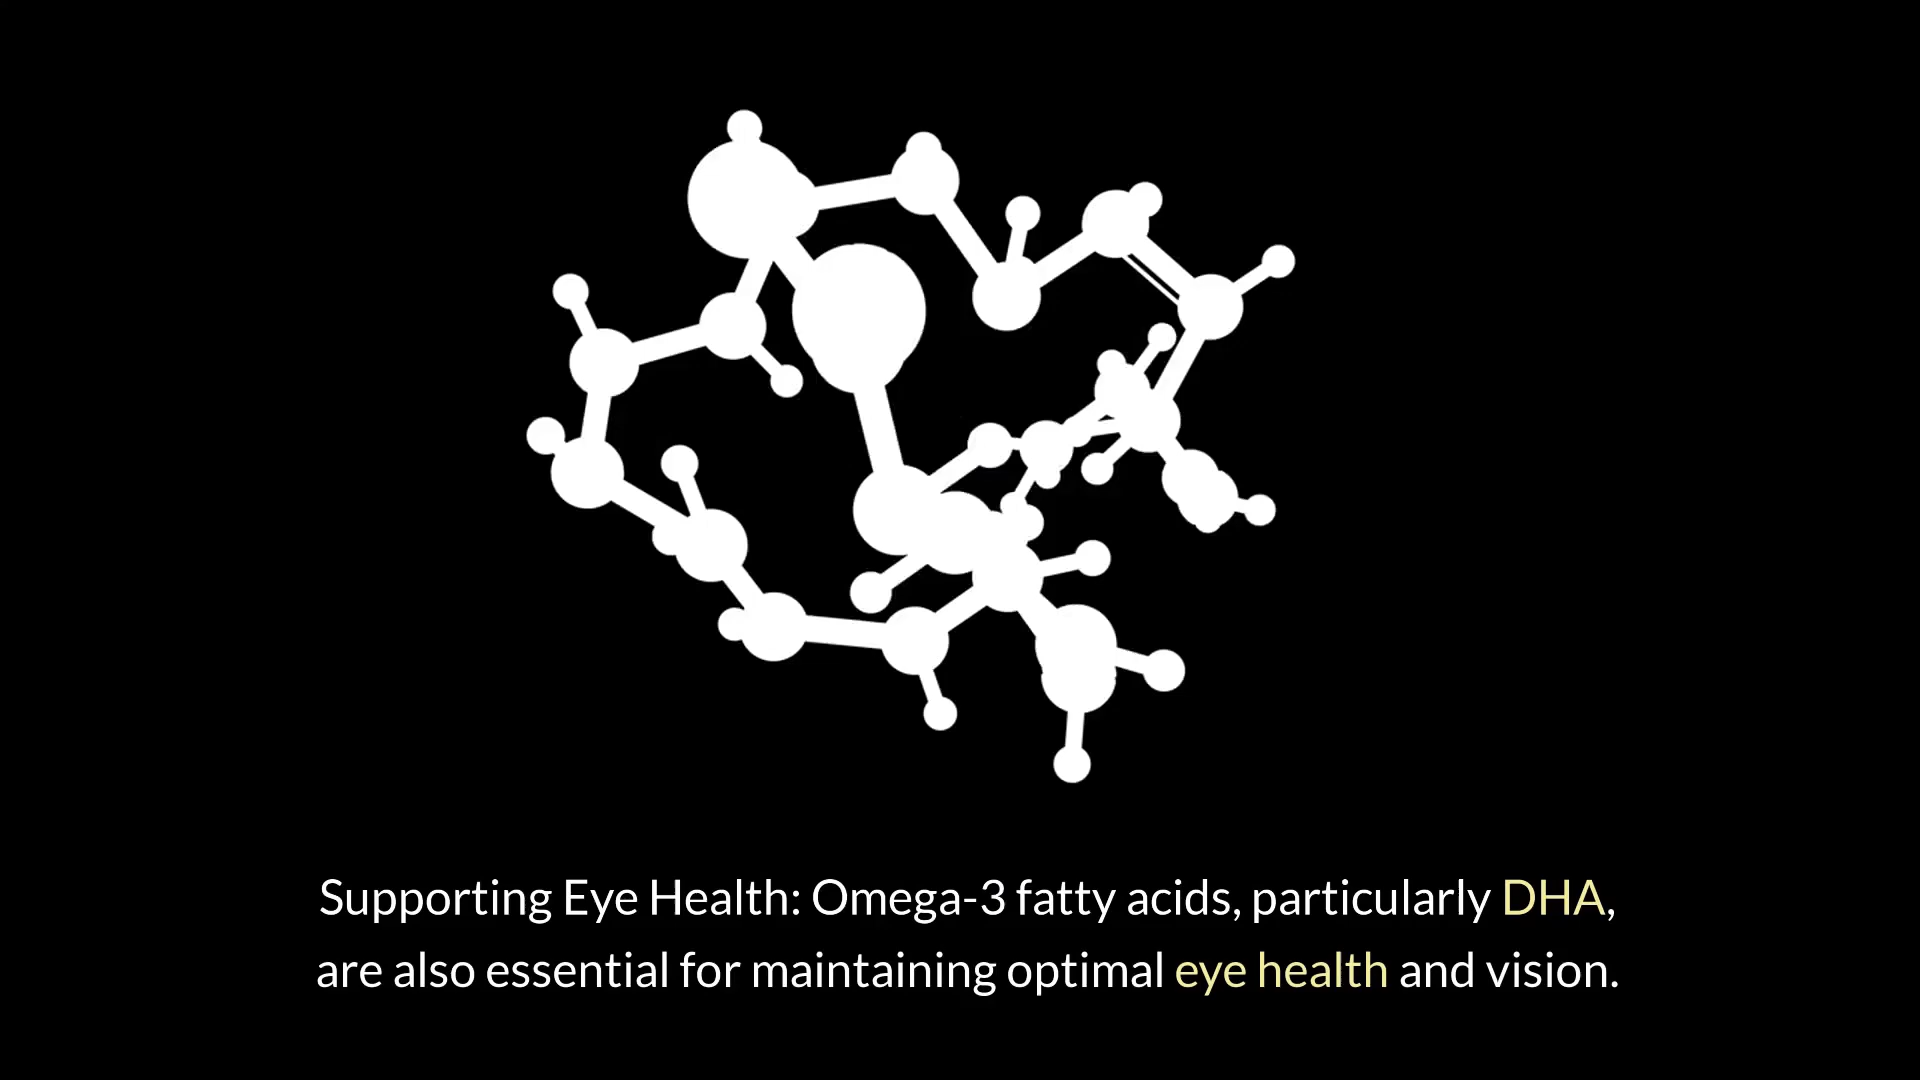 Supporting Eye Health: Omega-3 fatty acids, particularly DHA,
are also essential for maintaining optimal eye health and vision.